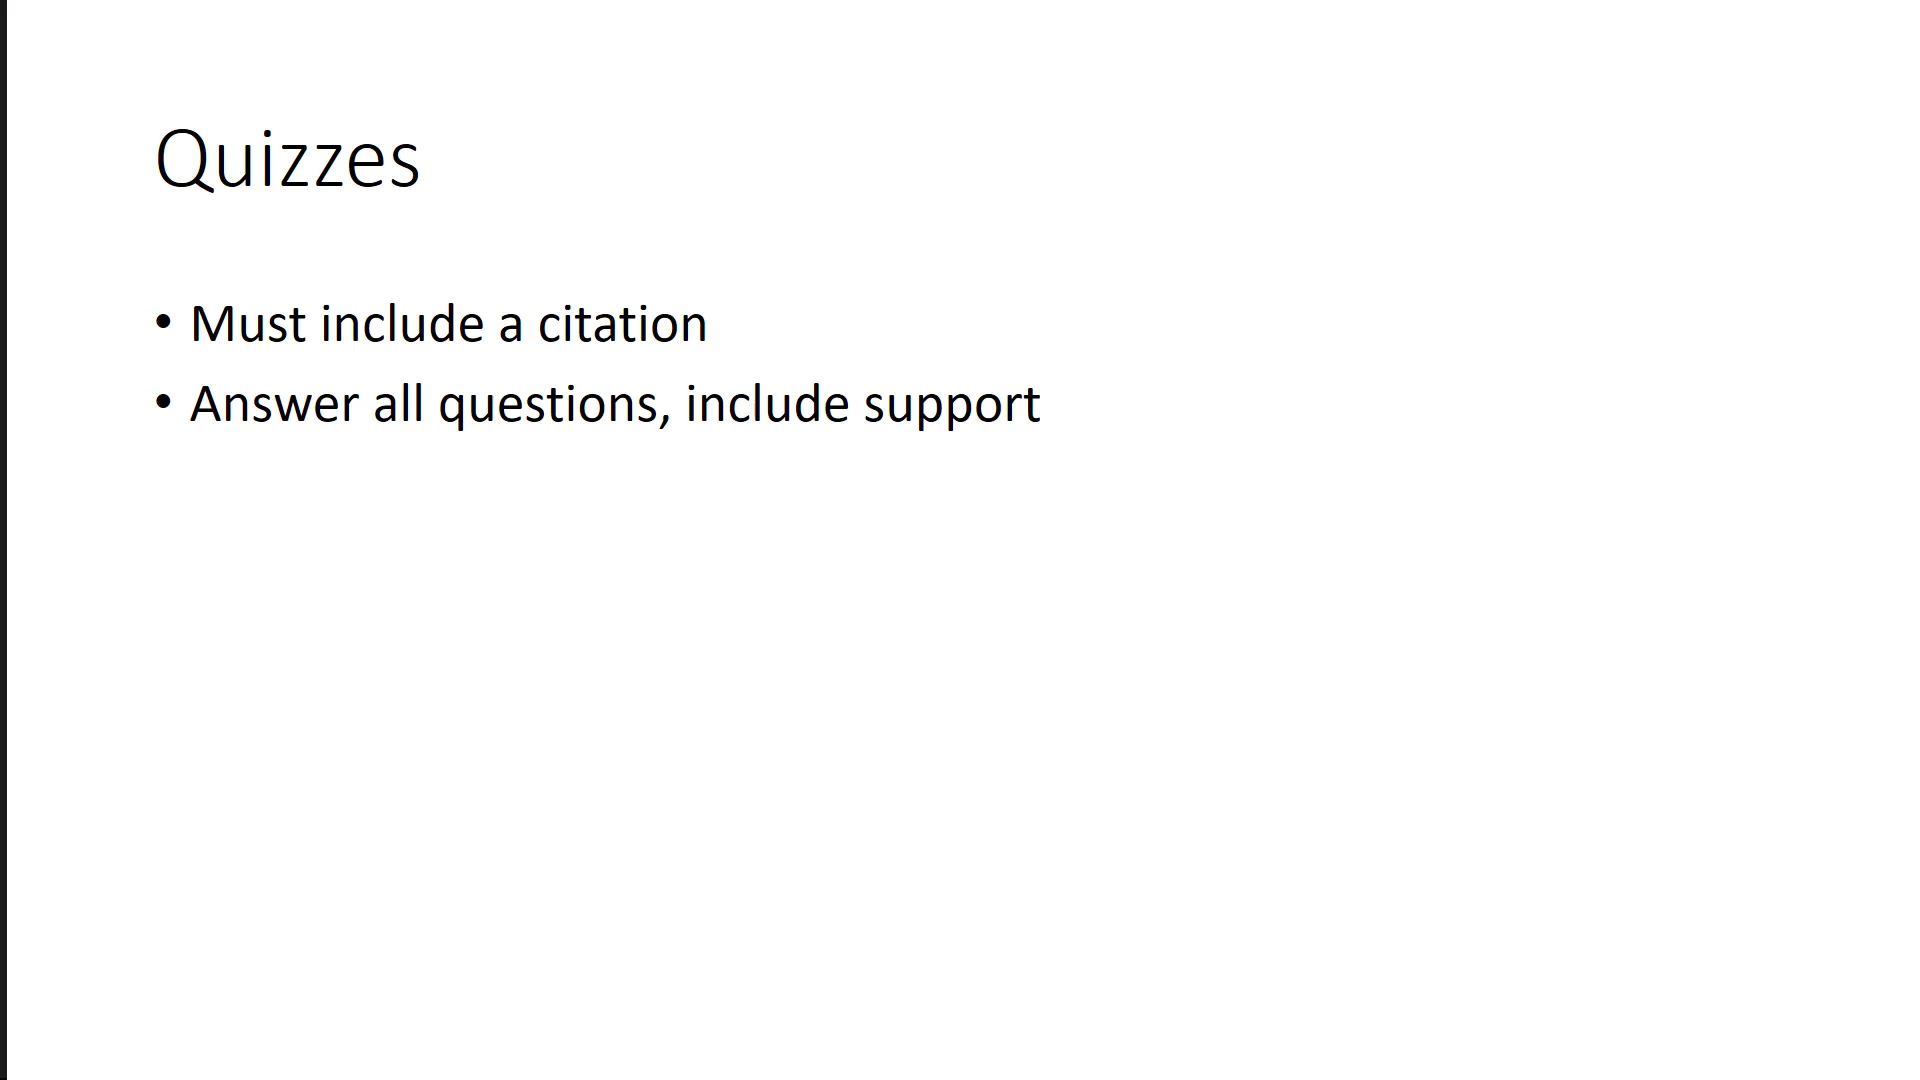 Quizzes
• Must include a citation
• Answer all questions, include support